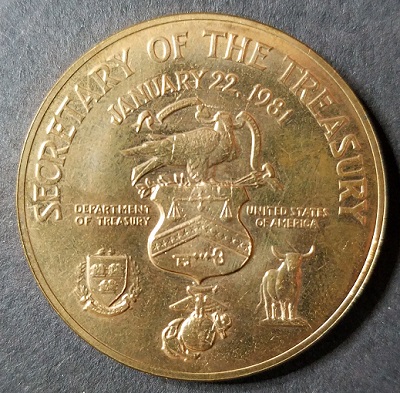 SECRETARY OF THE TREASURY
JANUARY 22, 1981
DEPARTMENT
OF TREASURY
UNITED STATES
OF AMERICA